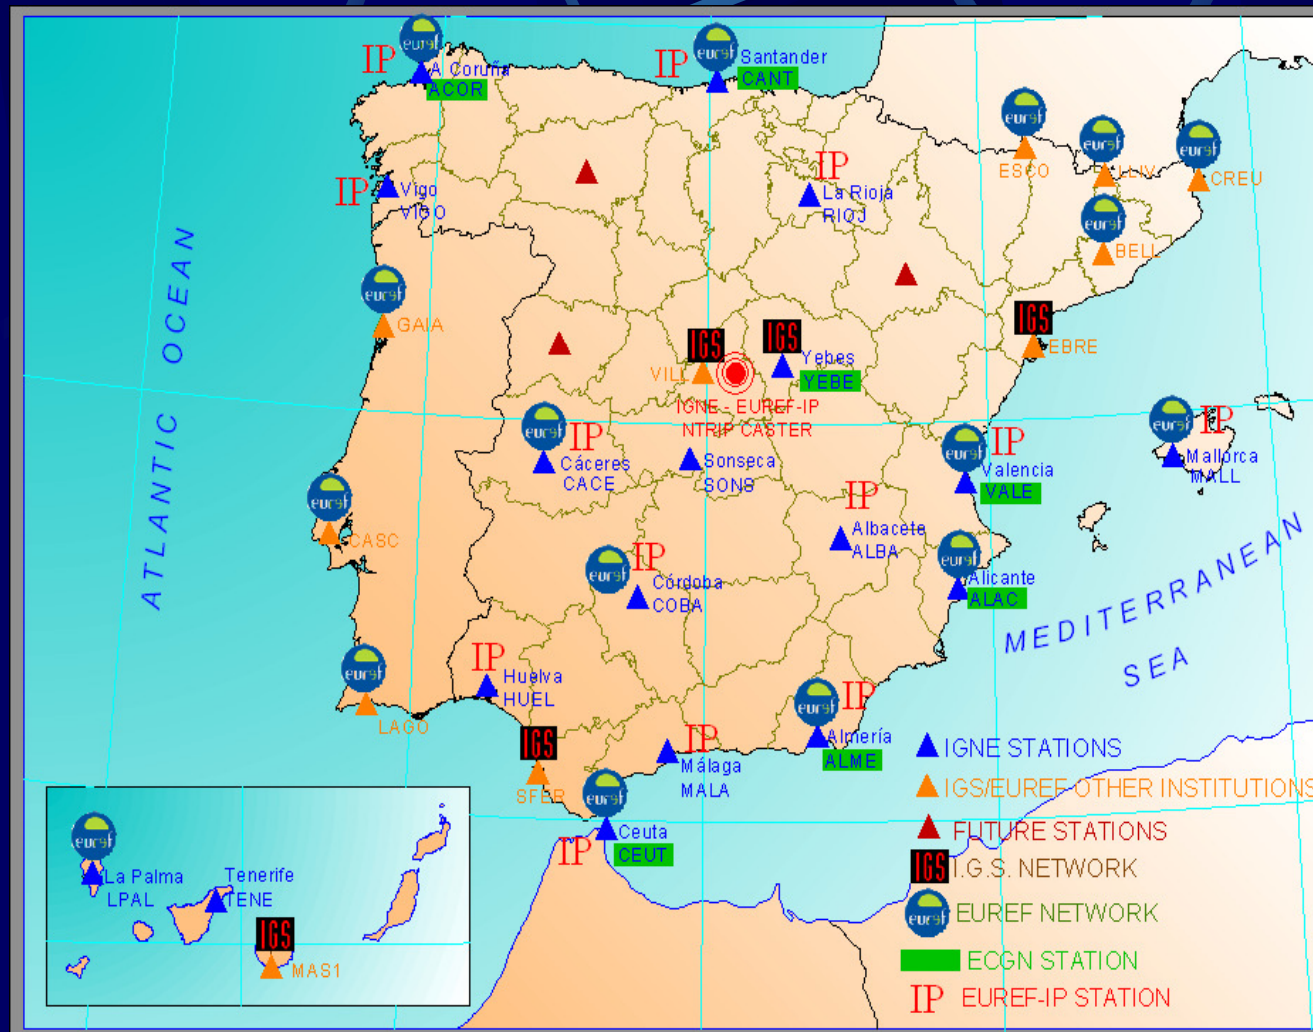 IP
euref
A Coruña
ACOR
IP
euref
Santander
CANT
euref
ESCO
euref
LLIV
euref
CREU
IP
Vigo
VIGO
IP
La Rioja
RIOJ
euref
BELL
euref
GAIA
IGS
VILL
IGS
Yebes
YEBE
IGS
EBRE
IGNE - EUREF-IP
NTRIP CASTER
ATLANTIC OCEAN
euref
IP
Cáceres
CACE
Sonseca
SONS
euref
IP
Valencia
VALE
euref
IP
Mallorca
MALL
euref
CASC
IP
Albacete
ALBA
euref
IP
Córdoba
COBA
euref
Alicante
ALAC
MEDITERRANEAN
SEA
euref
LAGO
IP
Huelva
HUEL
IGS
SFER
IP
Málaga
MALA
euref
IP
Almería
ALME
euref
IP
Ceuta
CEUT
euref
La Palma
LPAL
Tenerife
TENE
IGS
MAS1
IGNE STATIONS
IGS/EUREF OTHER INSTITUTIONS
FUTURE STATIONS
IGS I.G.S. NETWORK
euref EUREF NETWORK
ECGN STATION
IP EUREF-IP STATION